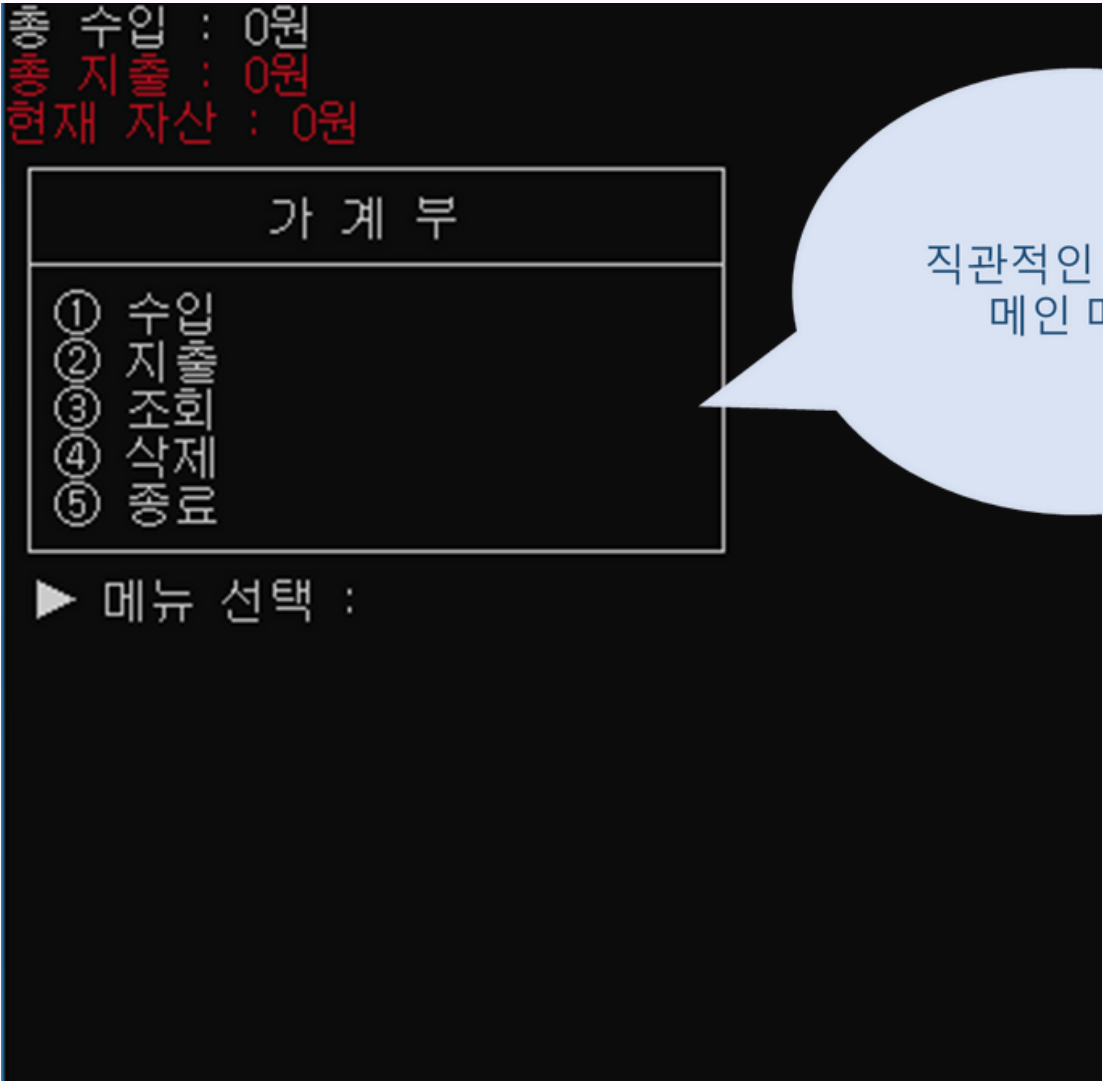 총 수입 : 0원
총 지출 : 0원
현재 자산 : 0원
가 계 부
① 수입
② 지출
③ 조회
④ 삭제
⑤ 종료
▶ 메뉴 선택 :
직관적인
메인